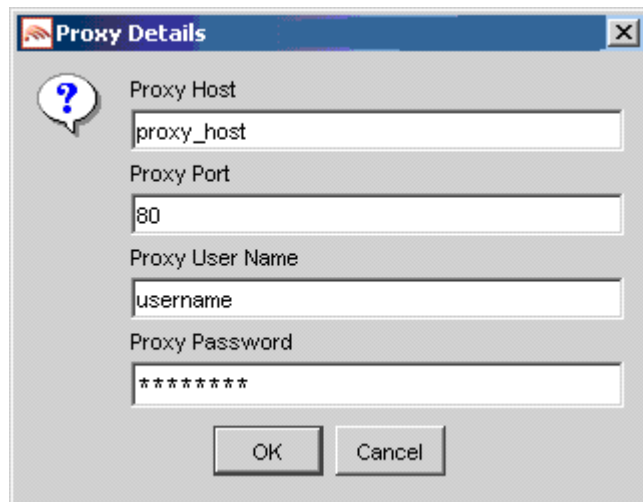 Proxy Details
Proxy Host
proxy_host
Proxy Port
80
Proxy User Name
username
Proxy Password
********
OK Cancel